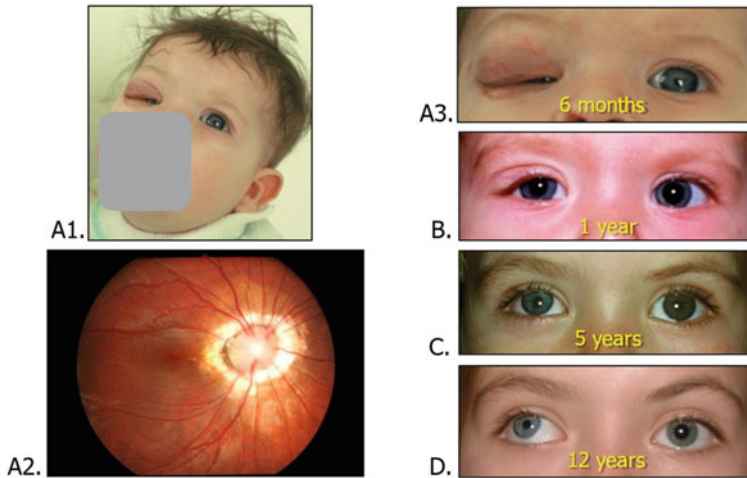 A1.
A2.
A3.
6 months
B.
1 year
C.
5 years
D.
12 years